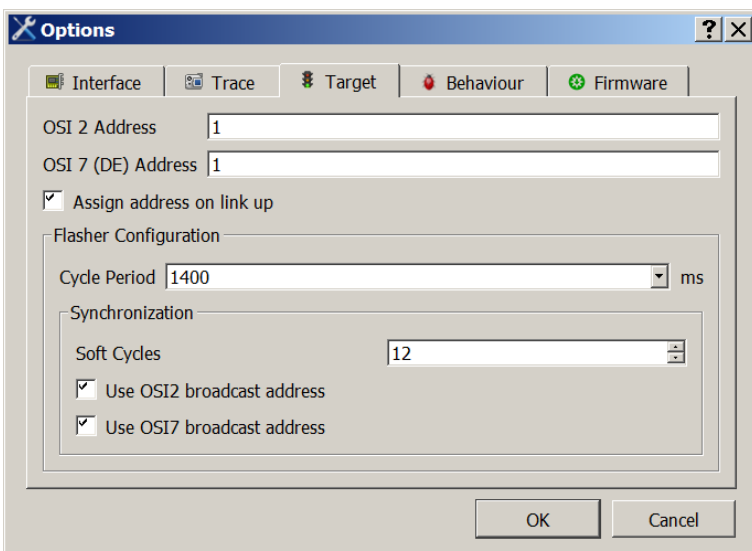 Options
Interface Trace Target Behaviour Firmware
OSI 2 Address 1
OSI 7 (DE) Address 1
Assign address on link up
Flasher Configuration
Cycle Period 1400 ms
Synchronization
Soft Cycles 12
Use OSI2 broadcast address
Use OSI7 broadcast address
OK Cancel